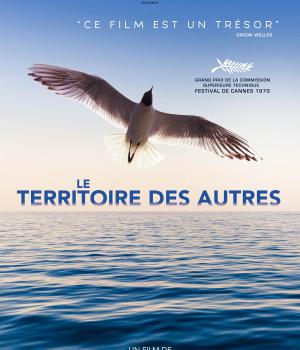 "CE FILM EST UN TRÉSOR"
ORSON WELLES
GRAND PRIX DE LA COMMISSION
SUPERIEURE TECHNIQUE
FESTIVAL DE CANNES 1970
LE
TERRITOIRE DES AUTRES
UN FILM DE